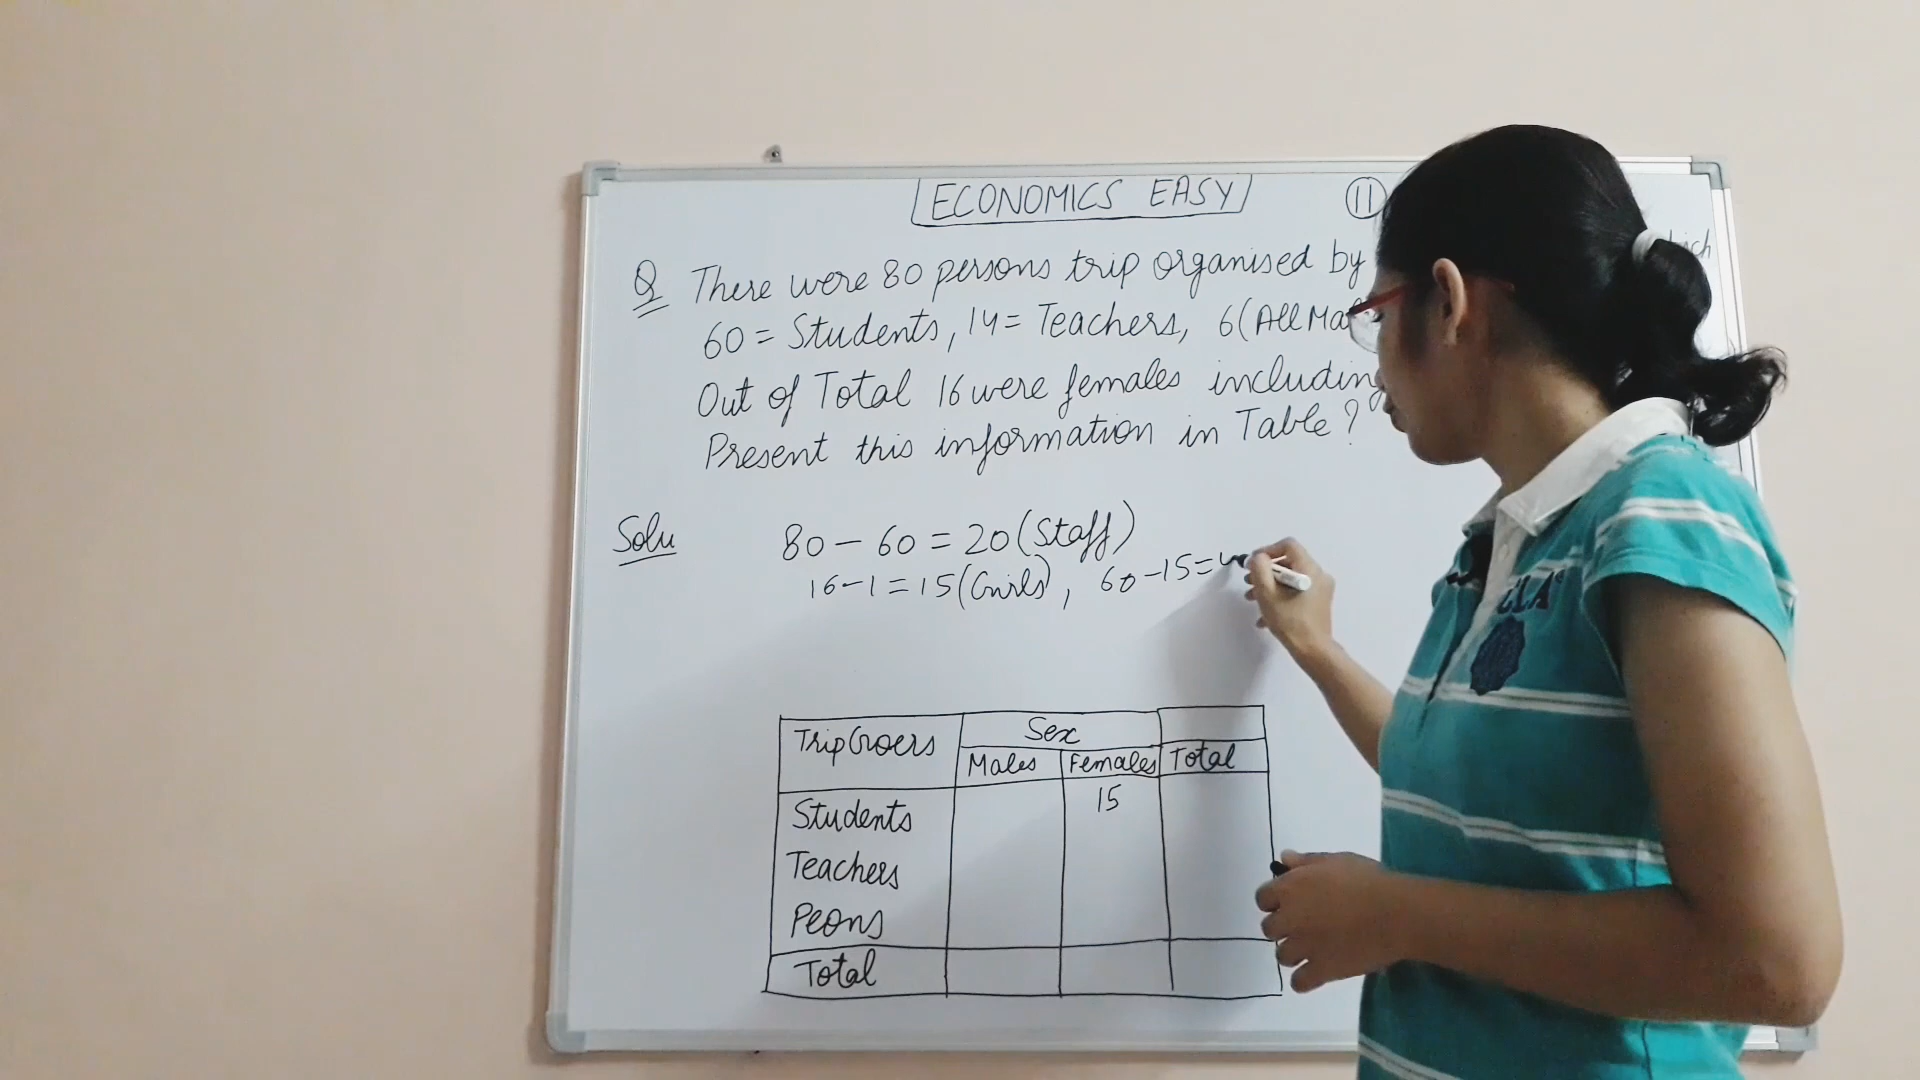 ECONOMICS EASY
11
Q There were 80 persons trip organised by
60 = Students, 14 = Teachers, 6 (All
Out of Total 16 were females including
Present this information in Table?
Solu
80 - 60 = 20 (Staff)
16 - 1 = 15 (Girls), 60 - 15 =
Trip Goers Sex
Males Females Total
Students 15
Teachers
Peons
Total